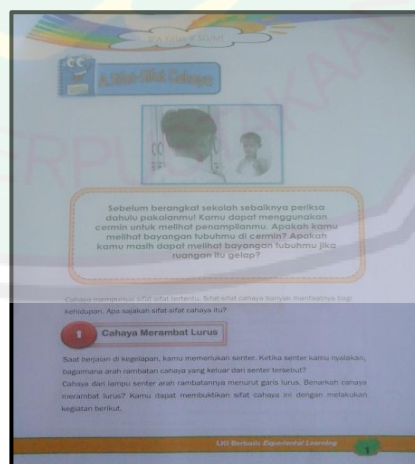 A.Sifat-Sifat Cahaya
Sebelum berangkat sekolah sebaiknya periksa
dahulu pakaianmu! Kamu dapat menggunakan
cermin untuk melihat penampilanmu. Apakah kamu
melihat bayangan tubuhmu di cermin? Apakah
kamu masih dapat melihat bayangan tubuhmu jika
ruangan itu gelap?
Cahaya mempunyai sifat-sifat tertentu. Sifat-sifat cahaya banyak manfaatnya bagi
kehidupan. Apa sajakah sifat-sifat cahaya itu?
1 Cahaya Merambat Lurus
Saat berjalan di kegelapan, kamu memerlukan senter. Ketika senter kamu nyalakan,
bagaimana arah rambatan cahaya yang keluar dari senter tersebut?
Cahaya dari lampu senter arah rambatannya menurut garis lurus. Benarkah cahaya
merambat lurus? Kamu dapat membuktikan sifat cahaya ini dengan melakukan
kegiatan berikut.
LKI Berbasis Experiential Learning
1